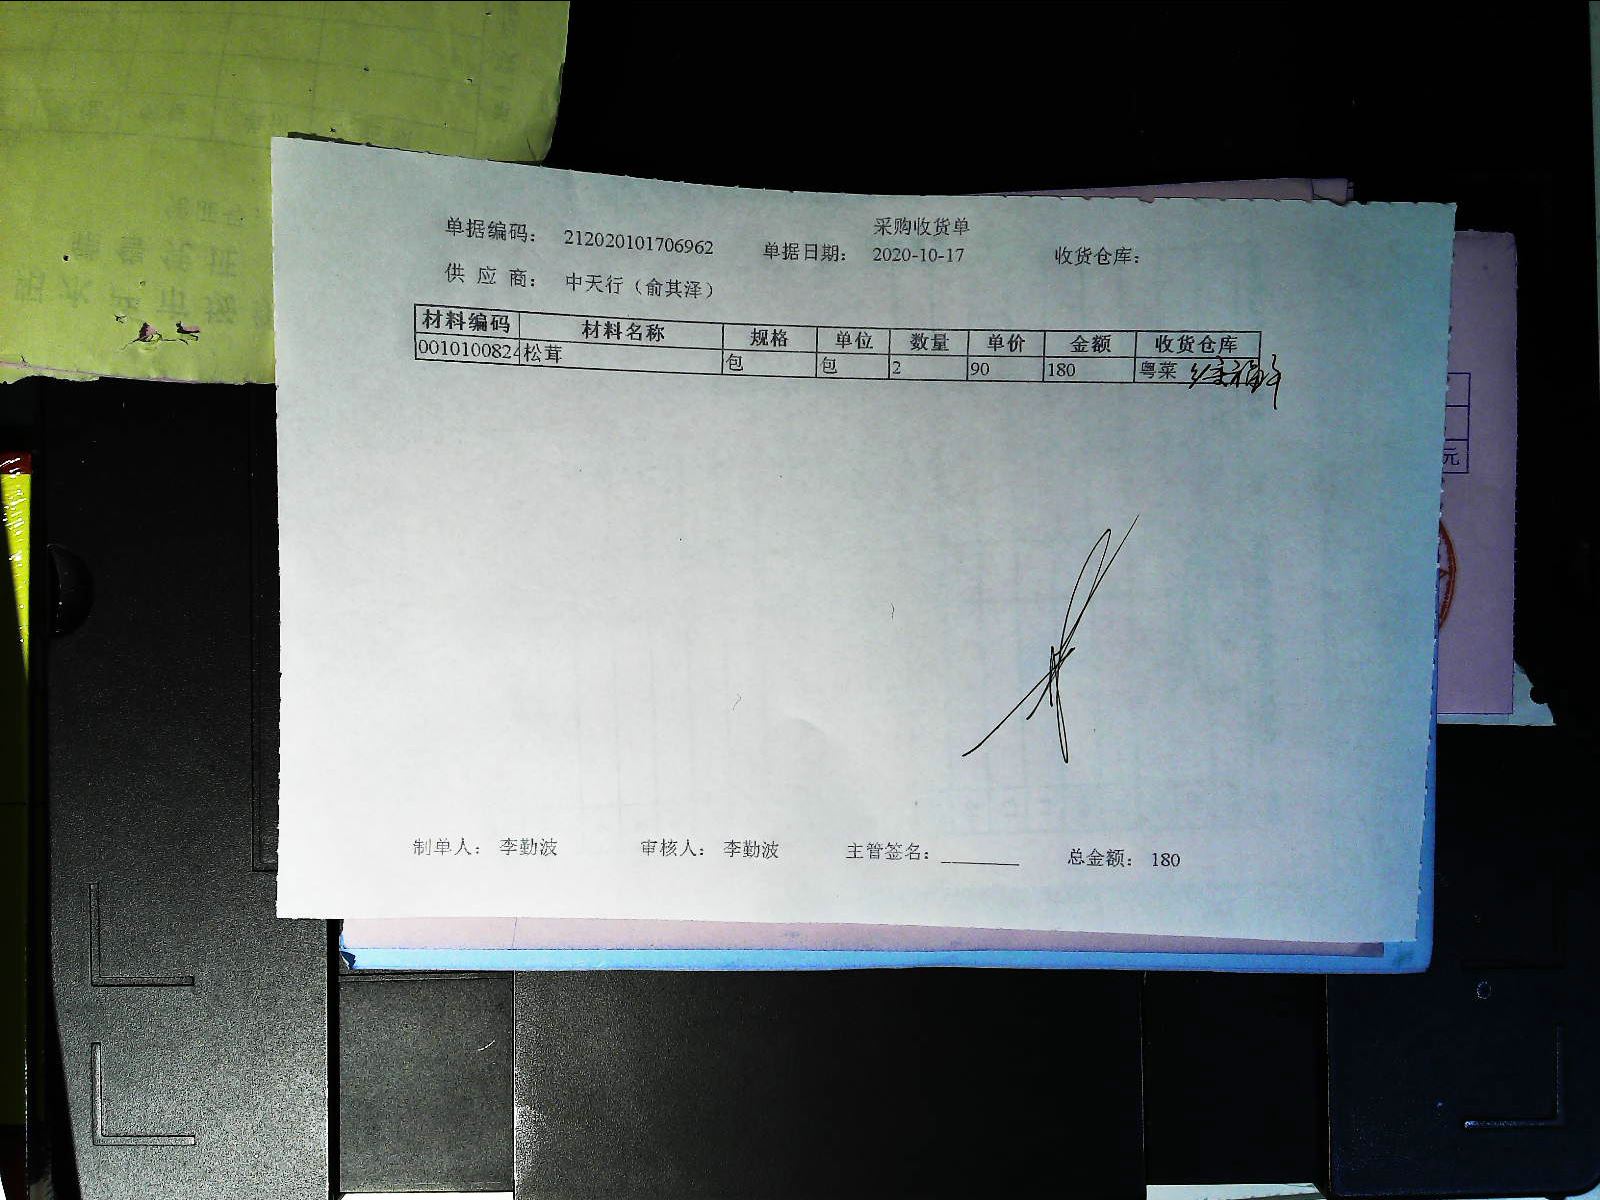 采购收货单
单据编码： 212020101706962 单据日期： 2020-10-17 收货仓库：
供 应 商： 中天行（俞其泽）
材料编码 材料名称 规格 单位 数量 单价 金额 收货仓库
0010100824 松茸 包 包 2 90 180 粤菜
制单人： 李勤波 审核人： 李勤波 主管签名：________ 总金额： 180
元